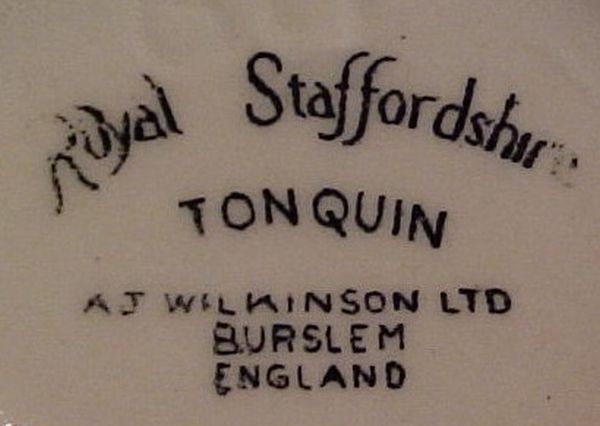 Royal Staffordshire
TONQUIN
A J WILKINSON LTD
BURSLEM
ENGLAND